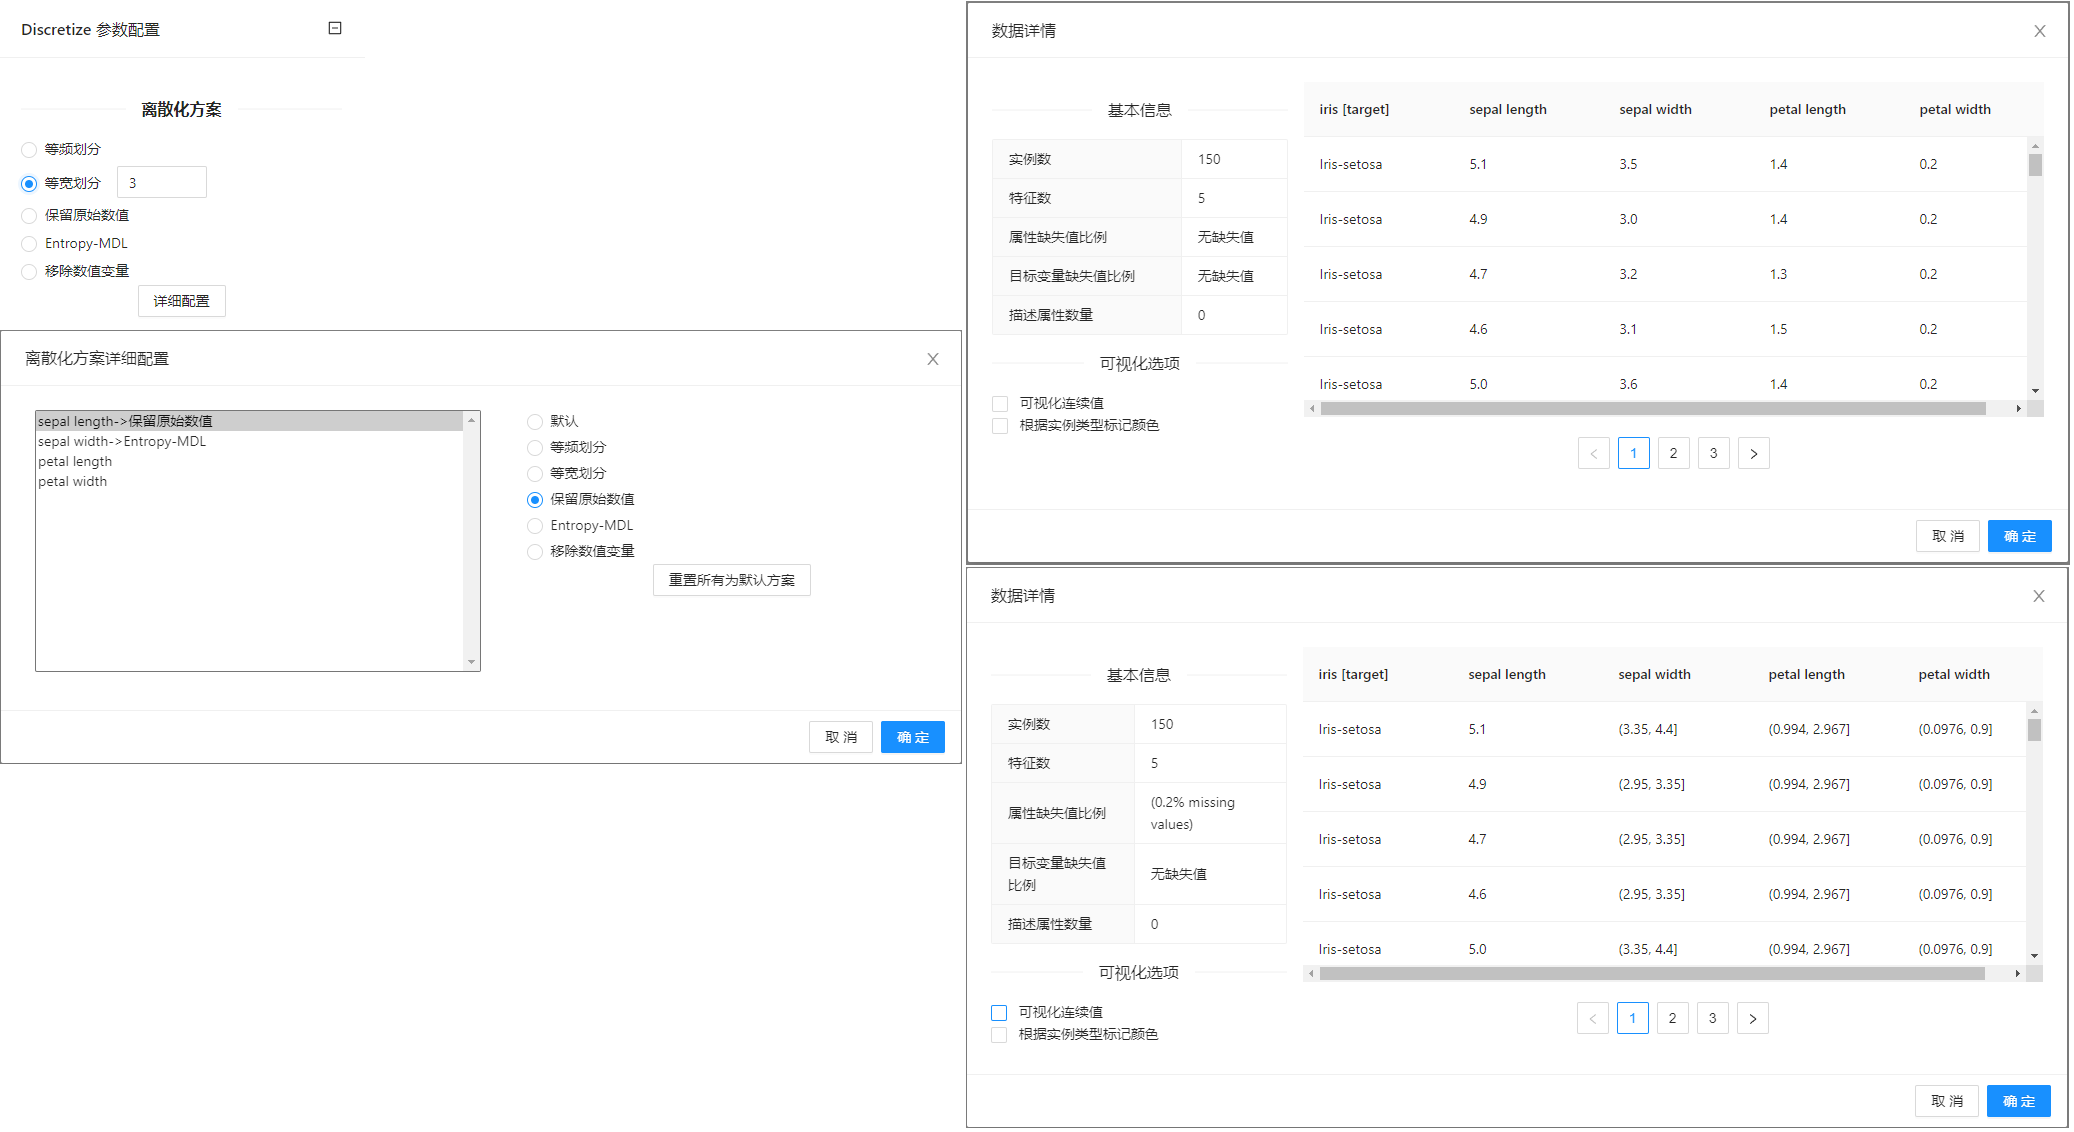 Discretize 参数配置
离散化方案
等频划分
等宽划分 3
保留原始数值
Entropy-MDL
移除数值变量
详细配置
离散化方案详细配置
sepal length->保留原始数值
sepal width->Entropy-MDL
petal length
petal width
默认
等频划分
等宽划分
保留原始数值
Entropy-MDL
移除数值变量
重置所有为默认方案
取 消 确 定
数据详情
基本信息
实例数 150
特征数 5
属性缺失值比例 无缺失值
目标变量缺失值比例 无缺失值
描述属性数量 0
可视化选项
可视化连续值
根据实例类型标记颜色
iris [target] sepal length sepal width petal length petal width
Iris-setosa 5.1 3.5 1.4 0.2
Iris-setosa 4.9 3.0 1.4 0.2
Iris-setosa 4.7 3.2 1.3 0.2
Iris-setosa 4.6 3.1 1.5 0.2
Iris-setosa 5.0 3.6 1.4 0.2
< 1 2 3 >
取 消 确 定
数据详情
基本信息
实例数 150
特征数 5
属性缺失值比例 (0.2% missing
values)
目标变量缺失值
比例 无缺失值
描述属性数量 0
可视化选项
可视化连续值
根据实例类型标记颜色
iris [target] sepal length sepal width petal length petal width
Iris-setosa 5.1 (3.35, 4.4] (0.994, 2.967] (0.0976, 0.9]
Iris-setosa 4.9 (2.95, 3.35] (0.994, 2.967] (0.0976, 0.9]
Iris-setosa 4.7 (2.95, 3.35] (0.994, 2.967] (0.0976, 0.9]
Iris-setosa 4.6 (2.95, 3.35] (0.994, 2.967] (0.0976, 0.9]
Iris-setosa 5.0 (3.35, 4.4] (0.994, 2.967] (0.0976, 0.9]
< 1 2 3 >
取 消 确 定